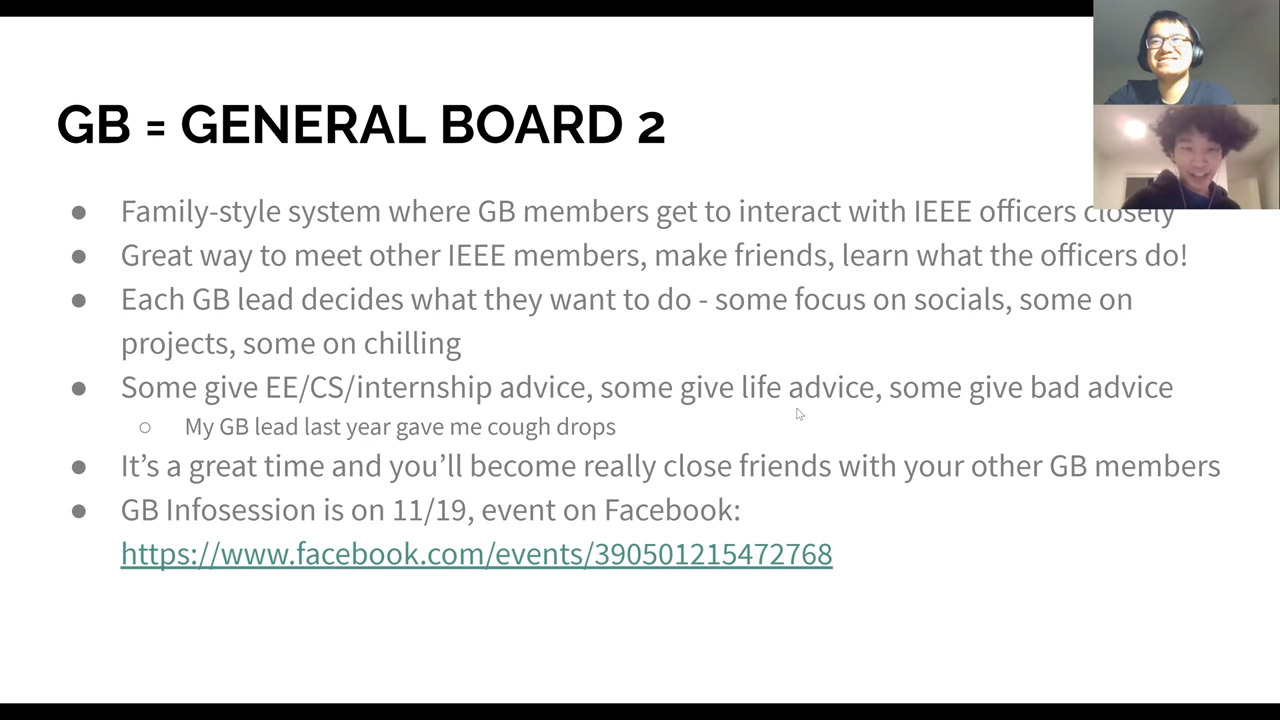 GB = GENERAL BOARD 2
● Family-style system where GB members get to interact with IEEE officers closely
● Great way to meet other IEEE members, make friends, learn what the officers do!
● Each GB lead decides what they want to do - some focus on socials, some on
projects, some on chilling
● Some give EE/CS/internship advice, some give life advice, some give bad advice
○ My GB lead last year gave me cough drops
● It’s a great time and you’ll become really close friends with your other GB members
● GB Infosession is on 11/19, event on Facebook:
https://www.facebook.com/events/390501215472768